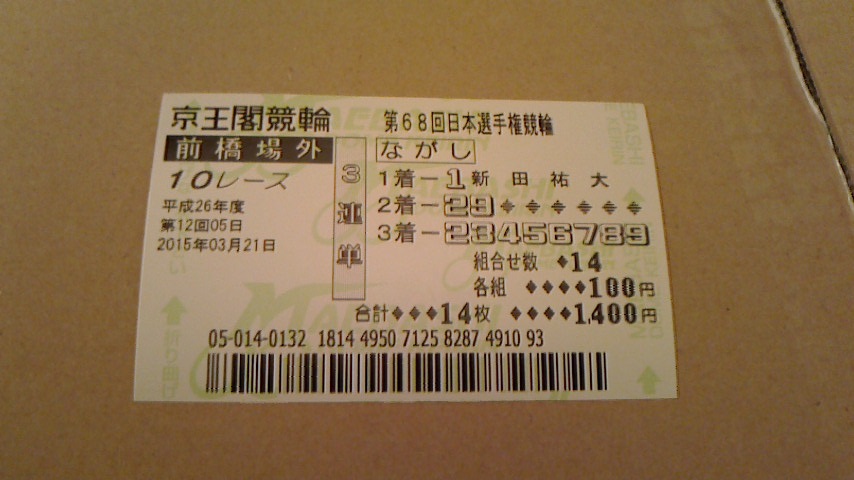 京王閣競輪 第68回日本選手権競輪
前橋場外
3連単
ながし
10レース
1着－1 新田祐大
平成26年度
2着－29◆◆◆◆◆◆
第12回05日
3着－23456789
2015年03月21日
組合せ数 ◆14
各組 ◆◆◆◆100円
合計◆◆◆14枚 ◆◆◆◆1,400円
05-014-0132 1814 4950 7125 8287 4910 93